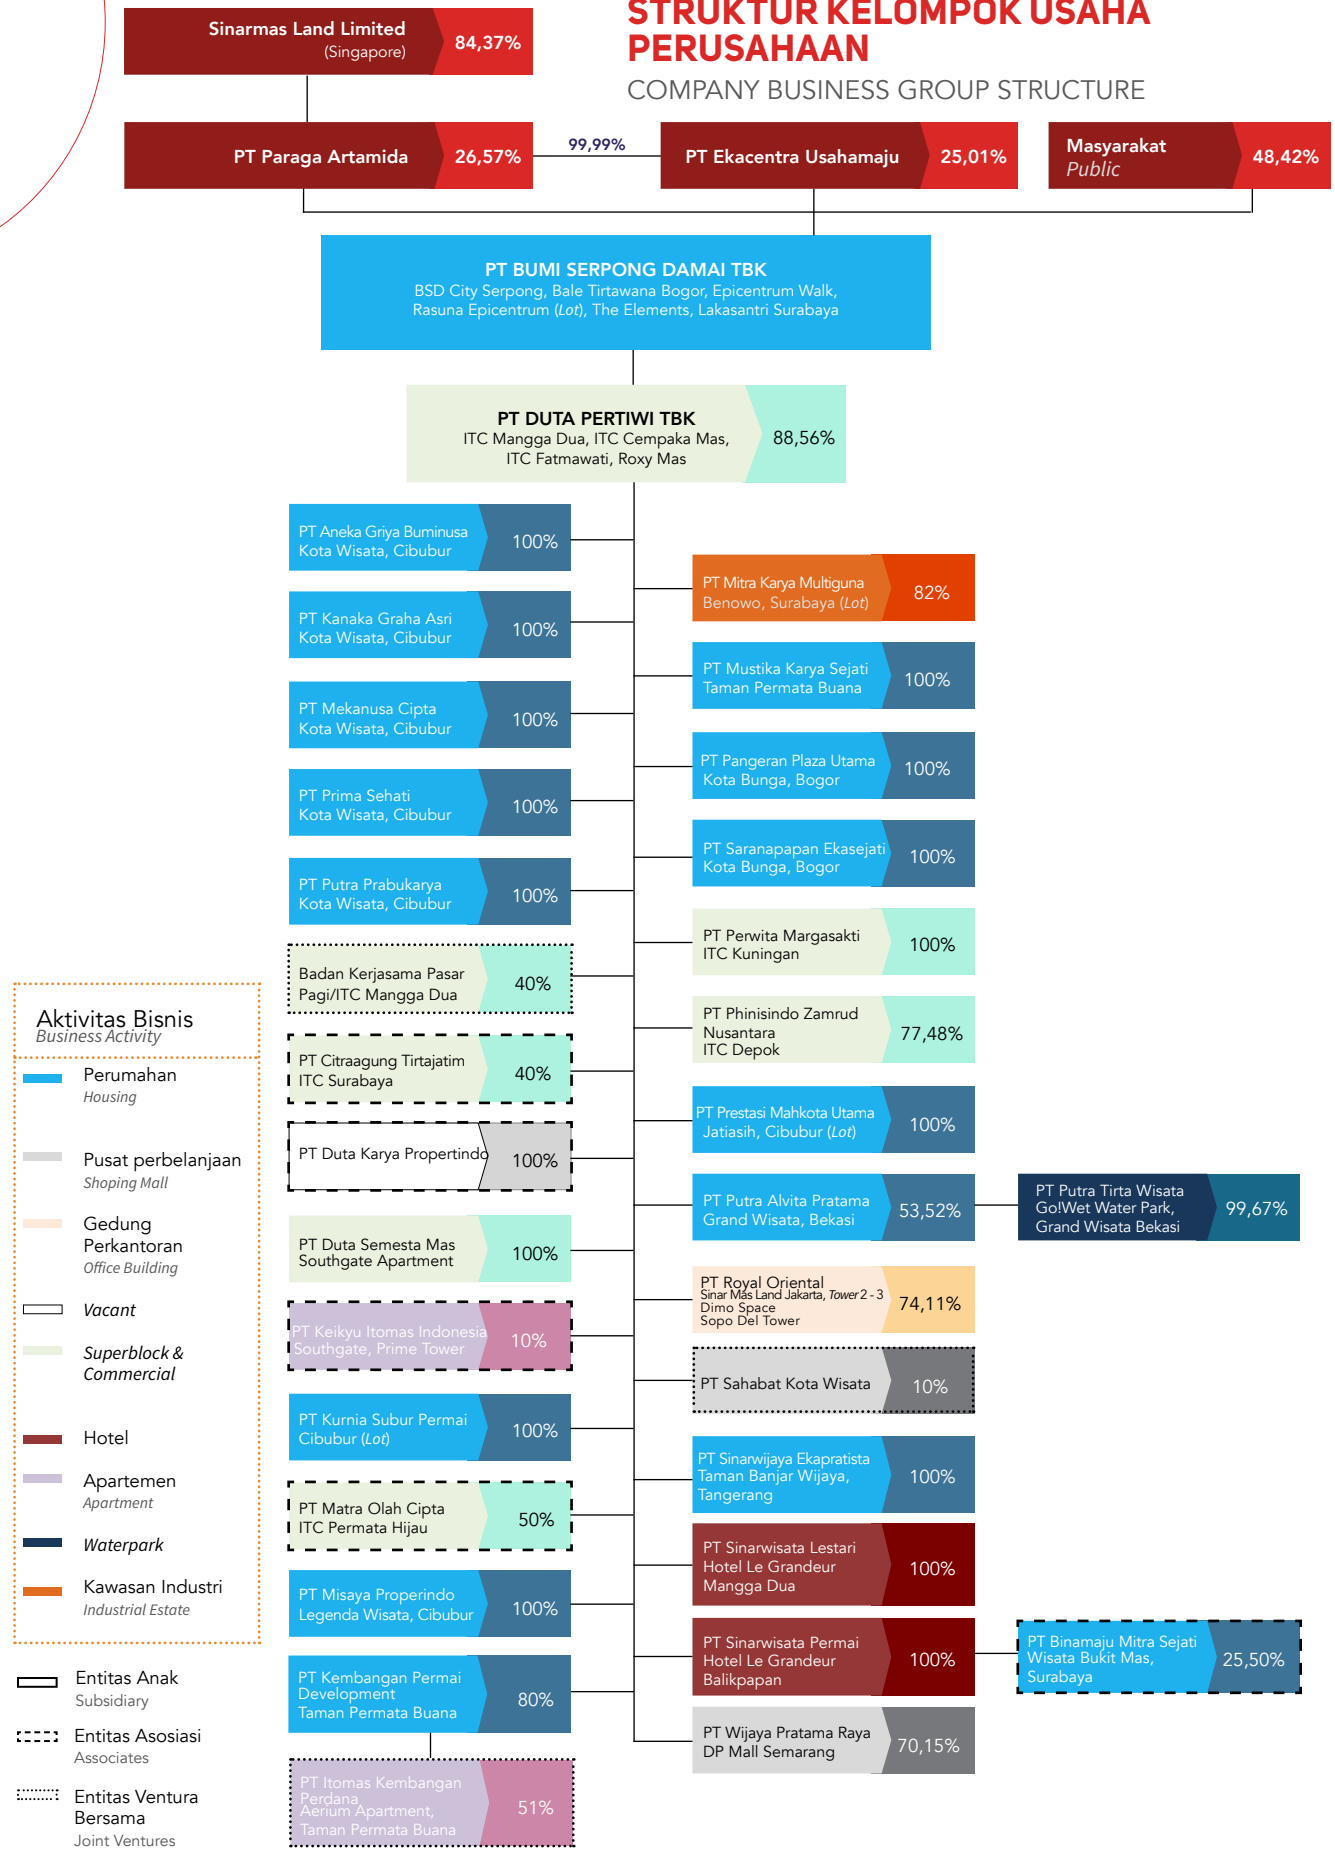 STRUKTUR KELOMPOK USAHA
PERUSAHAAN
COMPANY BUSINESS GROUP STRUCTURE
Sinarmas Land Limited
(Singapore)
84,37%
PT Paraga Artamida
26,57%
99,99%
PT Ekacentra Usahamaju
25,01%
Masyarakat
Public
48,42%
PT BUMI SERPONG DAMAI TBK
BSD City Serpong, Bale Tirtawana Bogor, Epicentrum Walk,
Rasuna Epicentrum (Lot), The Elements, Lakasantri Surabaya
PT DUTA PERTIWI TBK
ITC Mangga Dua, ITC Cempaka Mas,
ITC Fatmawati, Roxy Mas
88,56%
PT Aneka Griya Buminusa
Kota Wisata, Cibubur
100%
PT Kanaka Graha Asri
Kota Wisata, Cibubur
100%
PT Mekanusa Cipta
Kota Wisata, Cibubur
100%
PT Prima Sehati
Kota Wisata, Cibubur
100%
PT Putra Prabukarya
Kota Wisata, Cibubur
100%
Badan Kerjasama Pasar
Pagi/ITC Mangga Dua
40%
PT Citraagung Tirtajatim
ITC Surabaya
40%
PT Duta Karya Propertindo
100%
PT Duta Semesta Mas
Southgate Apartment
100%
PT Keikyu Itomas Indonesia
Southgate, Prime Tower
10%
PT Kurnia Subur Permai
Cibubur (Lot)
100%
PT Matra Olah Cipta
ITC Permata Hijau
50%
PT Misaya Properindo
Legenda Wisata, Cibubur
100%
PT Kembangan Permai
Development
Taman Permata Buana
80%
PT Itomas Kembangan
Perdana
Aerium Apartment,
Taman Permata Buana
51%
PT Mitra Karya Multiguna
Benowo, Surabaya (Lot)
82%
PT Mustika Karya Sejati
Taman Permata Buana
100%
PT Pangeran Plaza Utama
Kota Bunga, Bogor
100%
PT Saranapapan Ekasejati
Kota Bunga, Bogor
100%
PT Perwita Margasakti
ITC Kuningan
100%
PT Phinisindo Zamrud
Nusantara
ITC Depok
77,48%
PT Prestasi Mahkota Utama
Jatiasih, Cibubur (Lot)
100%
PT Putra Alvita Pratama
Grand Wisata, Bekasi
53,52%
PT Putra Tirta Wisata
Go!Wet Water Park,
Grand Wisata Bekasi
99,67%
PT Royal Oriental
Sinar Mas Land Jakarta, Tower 2 - 3
Dimo Space
Sopo Del Tower
74,11%
PT Sahabat Kota Wisata
10%
PT Sinarwijaya Ekapratista
Taman Banjar Wijaya,
Tangerang
100%
PT Sinarwisata Lestari
Hotel Le Grandeur
Mangga Dua
100%
PT Sinarwisata Permai
Hotel Le Grandeur
Balikpapan
100%
PT Binamaju Mitra Sejati
Wisata Bukit Mas,
Surabaya
25,50%
PT Wijaya Pratama Raya
DP Mall Semarang
70,15%
Aktivitas Bisnis
Business Activity
Perumahan
Housing
Pusat perbelanjaan
Shoping Mall
Gedung
Perkantoran
Office Building
Vacant
Superblock &
Commercial
Hotel
Apartemen
Apartment
Waterpark
Kawasan Industri
Industrial Estate
Entitas Anak
Subsidiary
Entitas Asosiasi
Associates
Entitas Ventura
Bersama
Joint Ventures